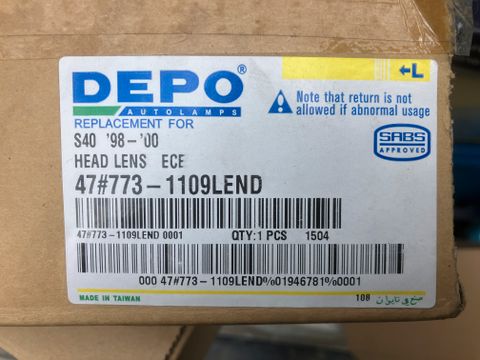 DEPO®
AUTOLAMPS
REPLACEMENT FOR
←L
Note that return is not
allowed if abnormal usage
S40 '98-'00
HEAD LENS ECE
SABS
APPROVED
47#773-1109LEND
47#773-1109LEND 0001 QTY:1 PCS 1504
000 47#773-1109LEND%01946781%0001
MADE IN TAIWAN 108 صنع في تايوان